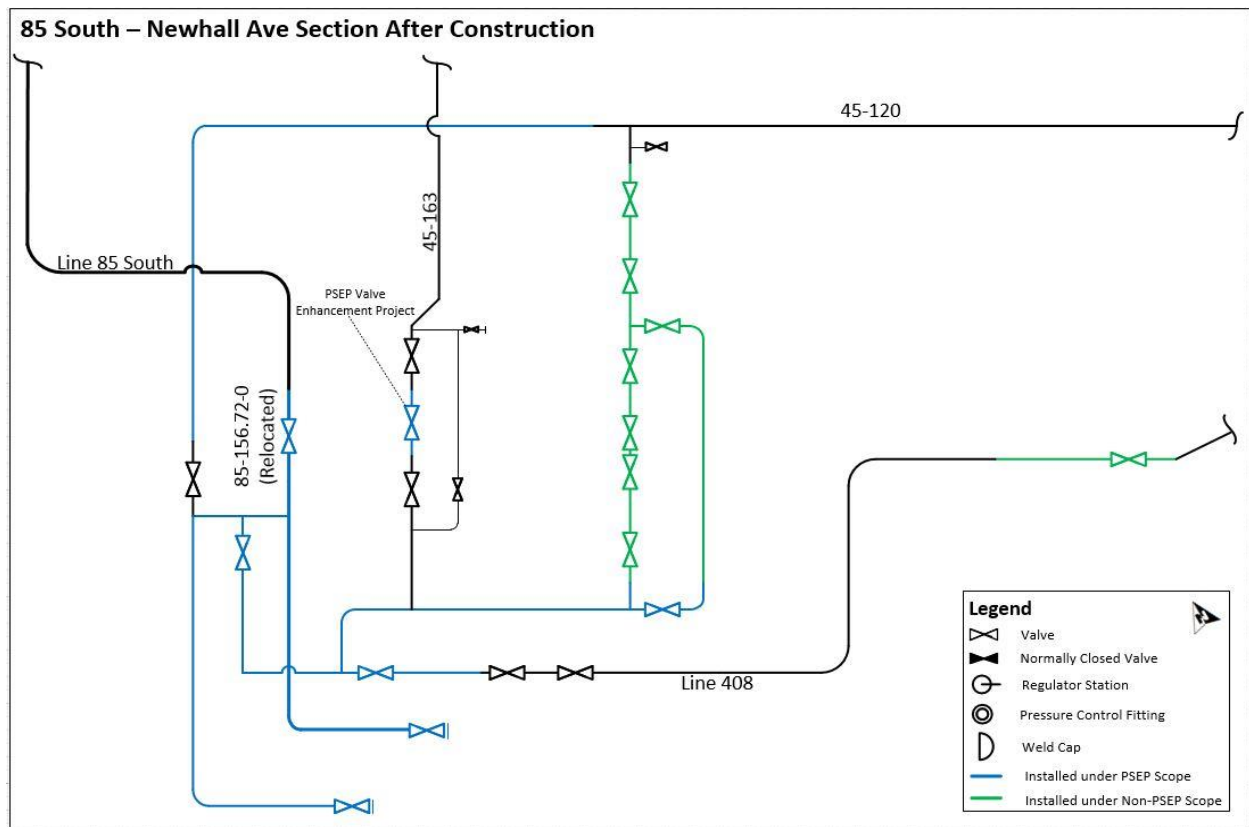 85 South – Newhall Ave Section After Construction
45-120
45-163
Line 85 South
PSEP Valve
Enhancement Project
85-156.72-0
(Relocated)
Line 408
Legend
Valve
Normally Closed Valve
Regulator Station
Pressure Control Fitting
Weld Cap
Installed under PSEP Scope
Installed under Non-PSEP Scope